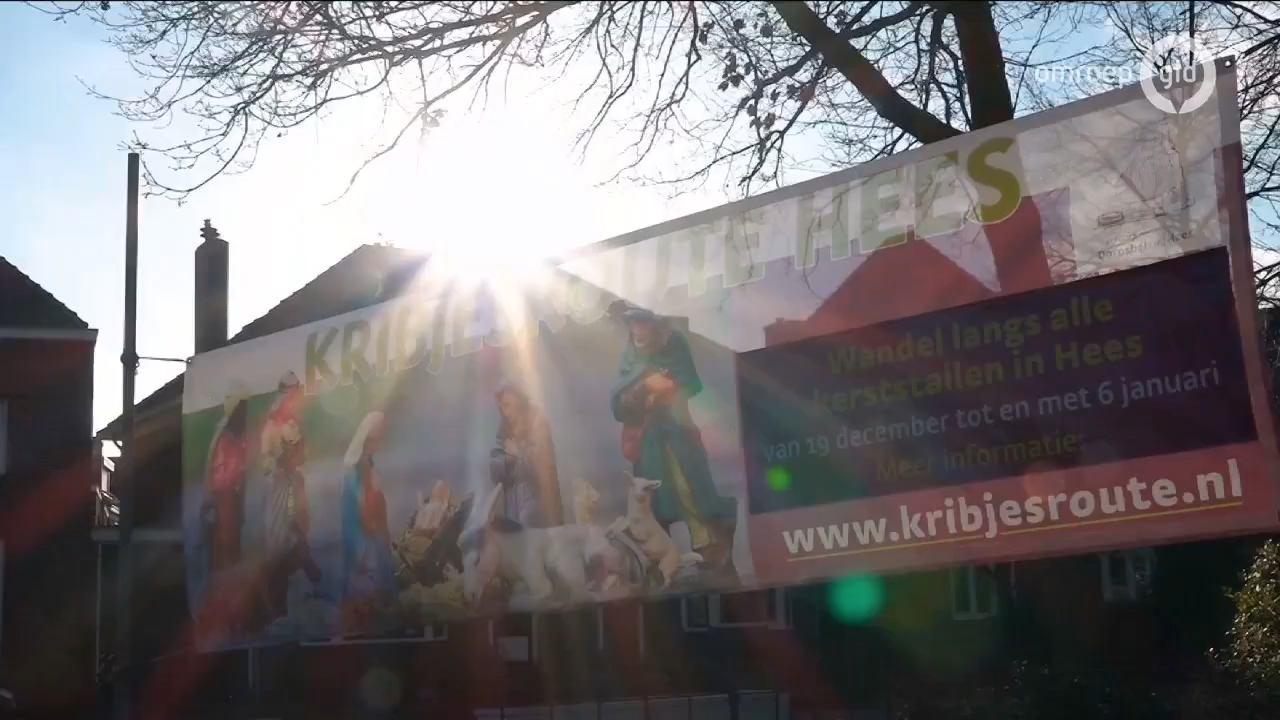 omroep gld
KRIBJESROUTE HEES
Wandel langs alle
kerststallen in Hees
van 19 december tot en met 6 januari
Meer informatie:
www.kribjesroute.nl